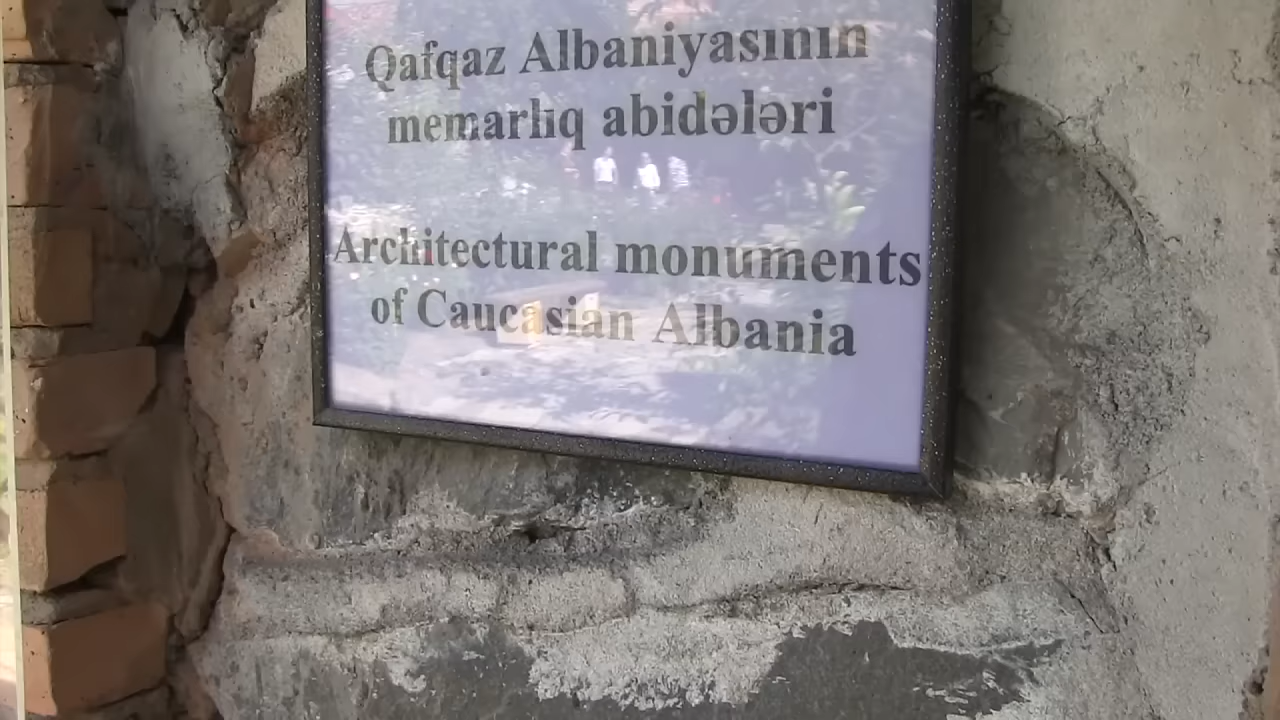 Qafqaz Albaniyasının
memarlıq abidələri
Architectural monuments
of Caucasian Albania